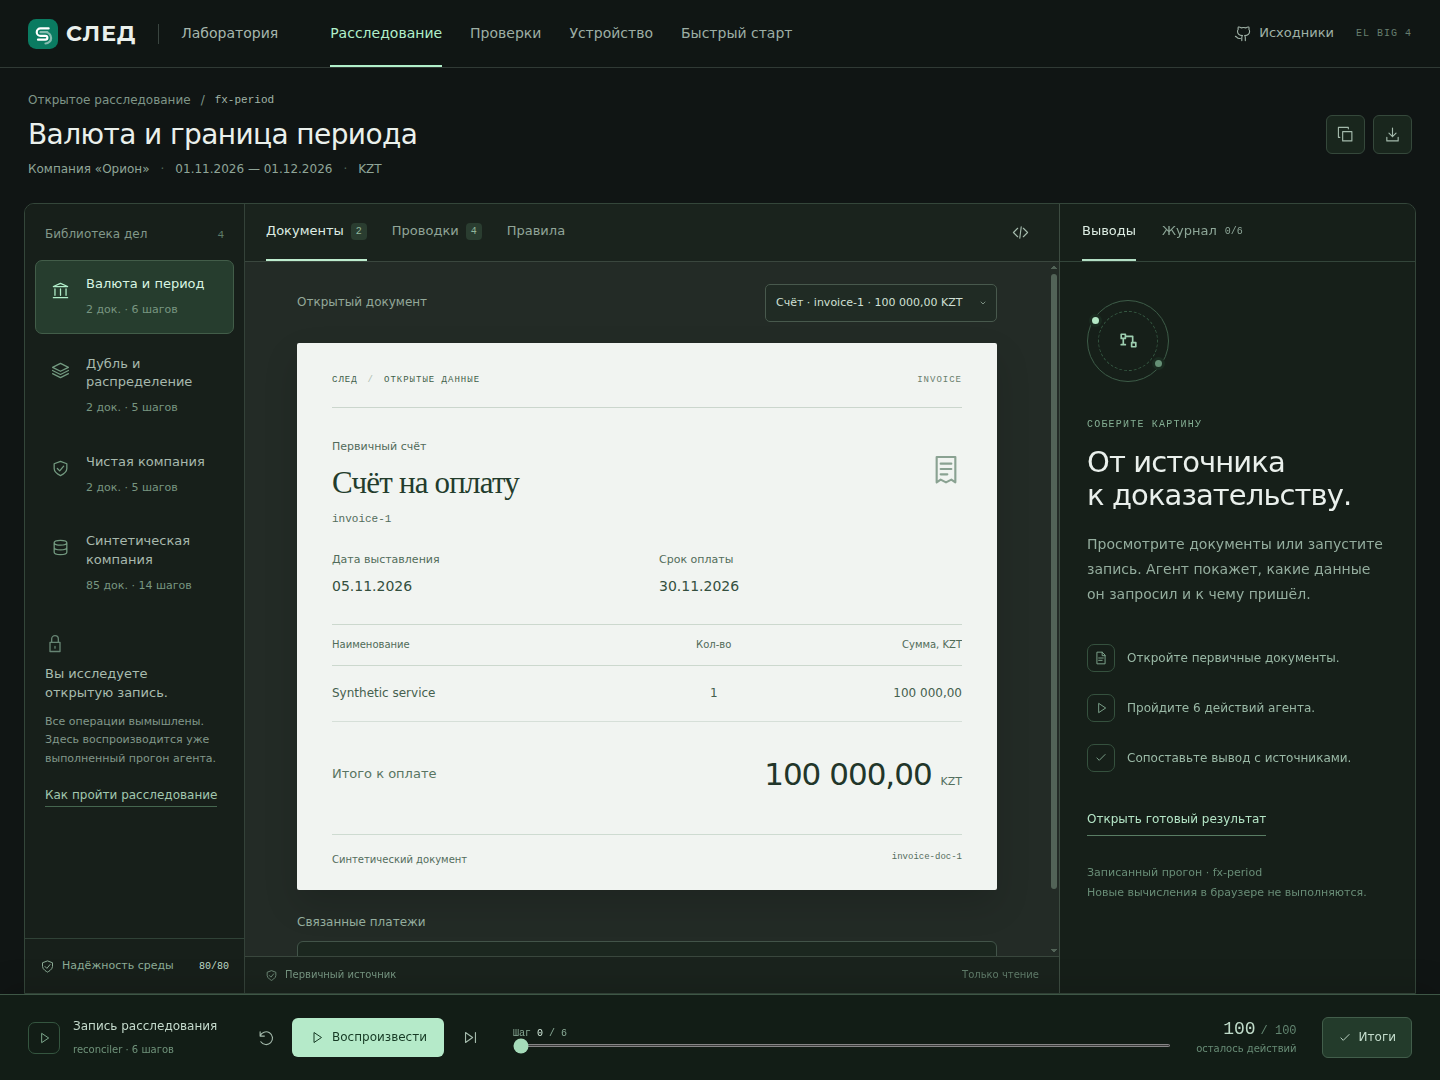 СЛЕД
Лаборатория
Расследование
Проверки
Устройство
Быстрый старт
Исходники
EL BIG 4
Открытое расследование / fx-period
Валюта и граница периода
Компания «Орион» · 01.11.2026 — 01.12.2026 · KZT
Библиотека дел 4
Валюта и период
2 док. · 6 шагов
Дубль и
распределение
2 док. · 5 шагов
Чистая компания
2 док. · 5 шагов
Синтетическая
компания
85 док. · 14 шагов
Вы исследуете
открытую запись.
Все операции вымышлены.
Здесь воспроизводится уже
выполненный прогон агента.
Как пройти расследование
Надёжность среды 80/80
Документы 2
Проводки 4
Правила
Открытый документ
Счёт · invoice-1 · 100 000,00 KZT
СЛЕД / ОТКРЫТЫЕ ДАННЫЕ
INVOICE
Первичный счёт
Счёт на оплату
invoice-1
Дата выставления
05.11.2026
Срок оплаты
30.11.2026
Наименование Кол-во Сумма, KZT
Synthetic service 1 100 000,00
Итого к оплате 100 000,00 KZT
Синтетический документ invoice-doc-1
Связанные платежи
Первичный источник
Только чтение
Выводы
Журнал 0/6
СОБЕРИТЕ КАРТИНУ
От источника
к доказательству.
Просмотрите документы или запустите
запись. Агент покажет, какие данные
он запросил и к чему пришёл.
Откройте первичные документы.
Пройдите 6 действий агента.
Сопоставьте вывод с источниками.
Открыть готовый результат
Записанный прогон · fx-period
Новые вычисления в браузере не выполняются.
Запись расследования
reconciler · 6 шагов
Воспроизвести
Шаг 0 / 6
100 / 100
осталось действий
Итоги